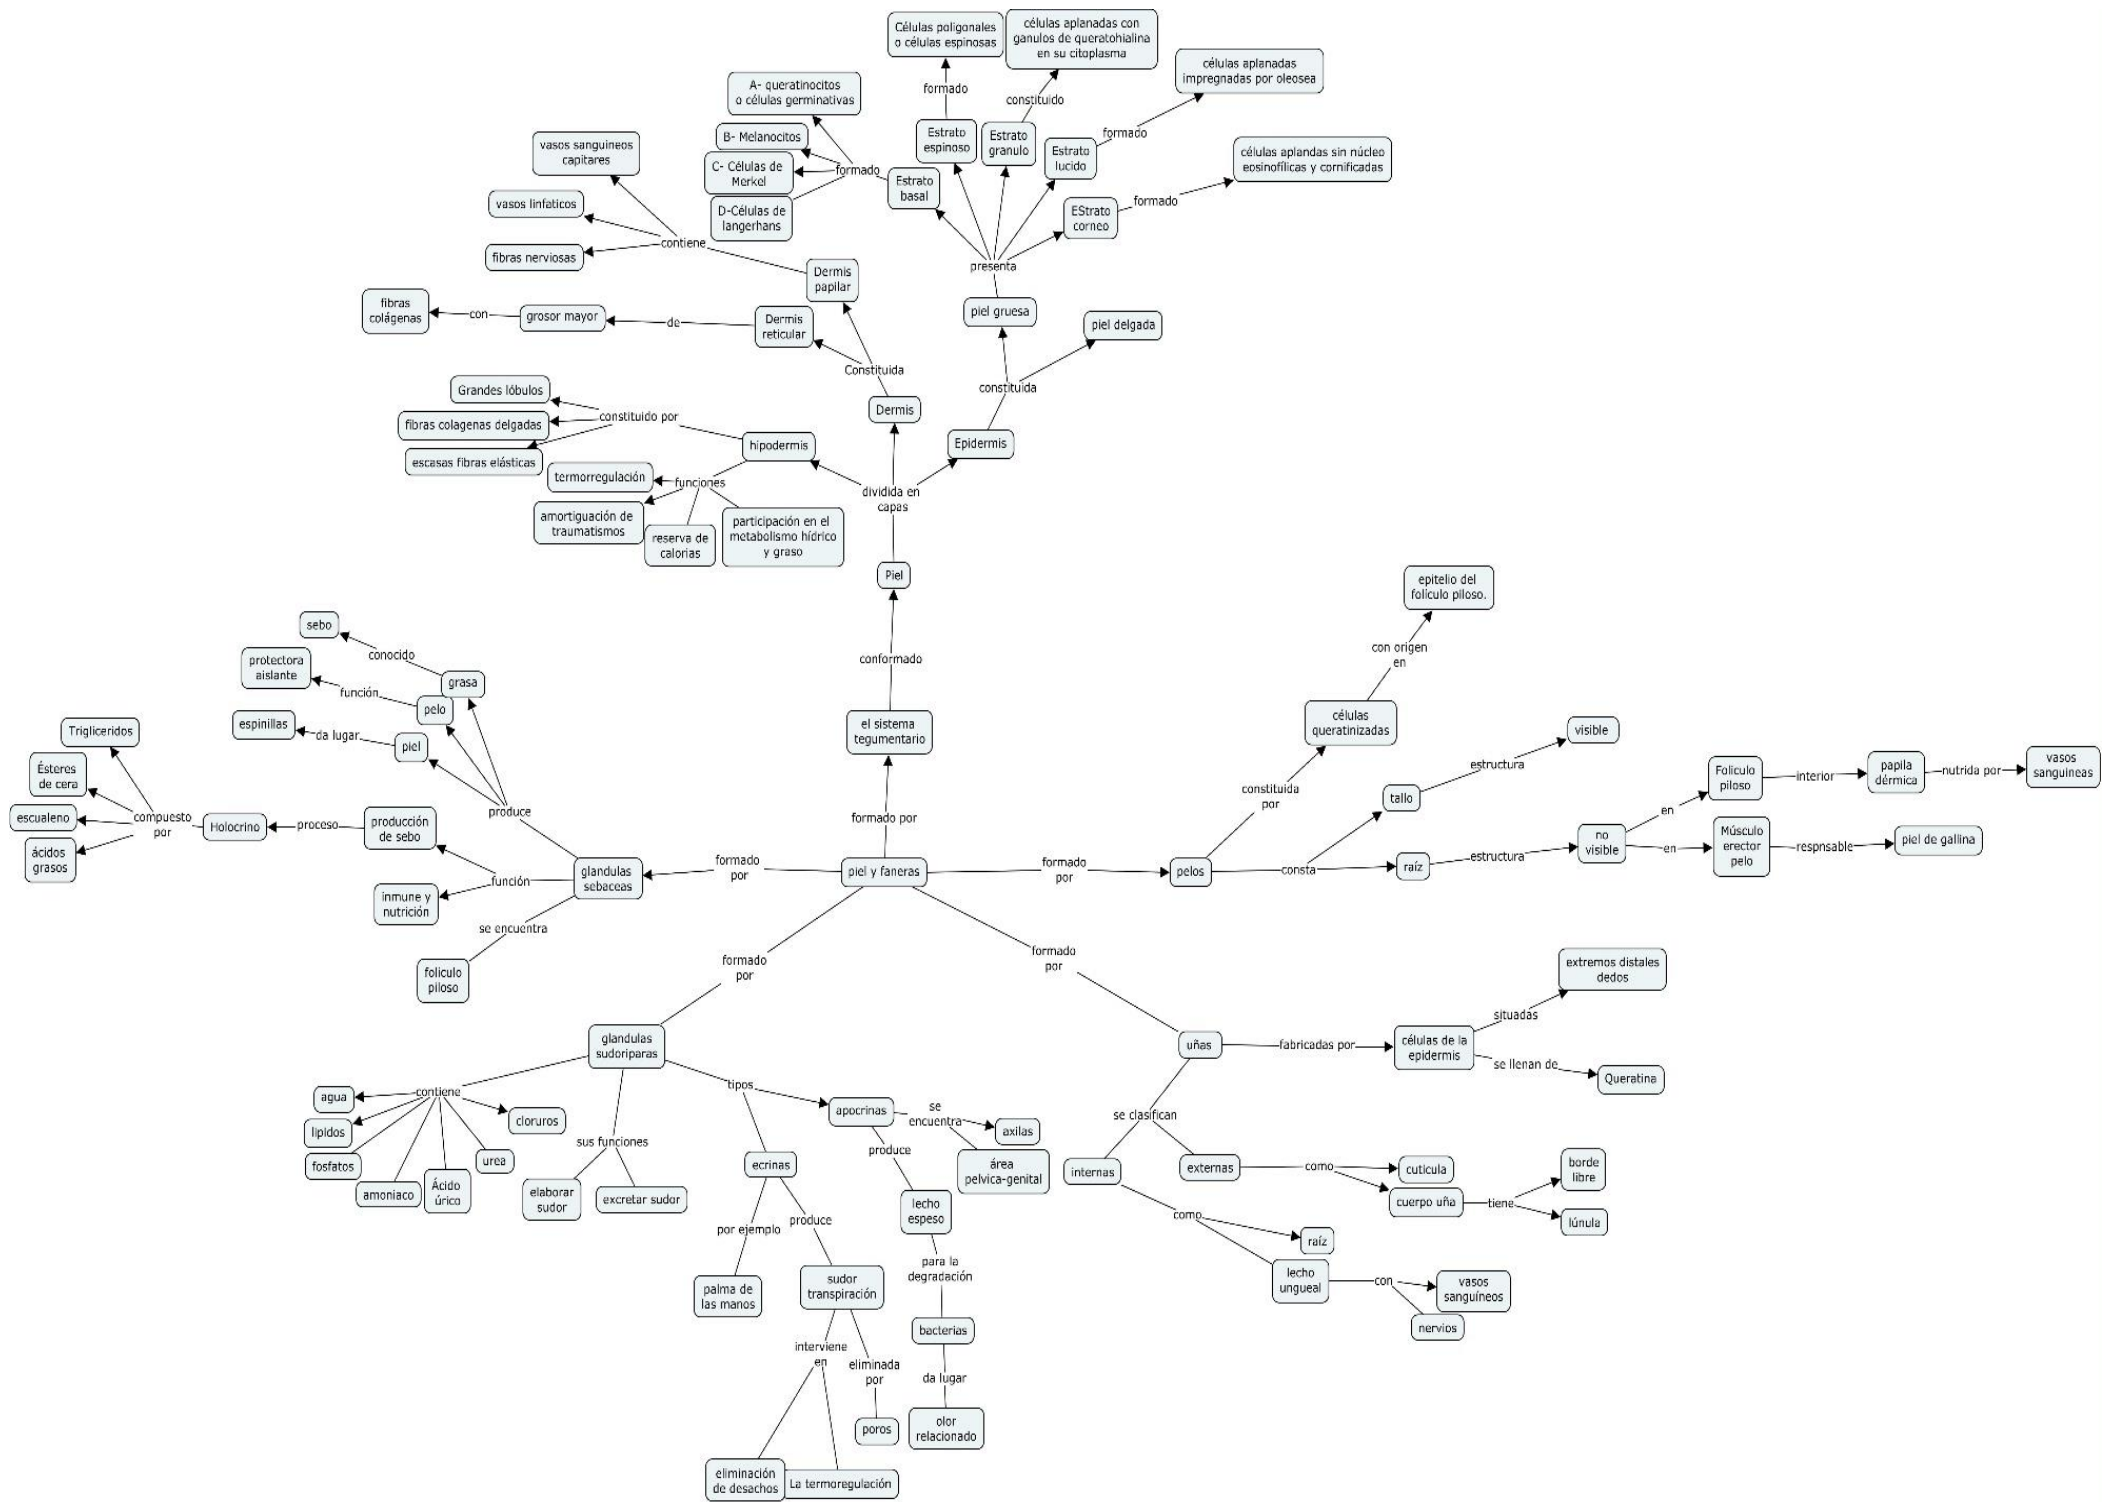 Células poligonales
o células espinosas
células aplanadas con
ganulos de queratohialina
en su citoplasma
células aplanadas
impregnadas por oleosea
formado
constituido
formado
A- queratinocitos
o células germinativas
B- Melanocitos
C- Células de
Merkel
D-Células de
langerhans
formado
Estrato
basal
Estrato
espinoso
Estrato
granulo
Estrato
lucido
EStrato
corneo
formado
células aplandas sin núcleo
eosinofílicas y cornificadas
presenta
piel gruesa
piel delgada
constituida
vasos sanguineos
capitares
vasos linfaticos
fibras nerviosas
contiene
Dermis
papilar
fibras
colágenas
con
grosor mayor
de
Dermis
reticular
Constituida
Dermis
Epidermis
Grandes lóbulos
fibras colagenas delgadas
escasas fibras elásticas
constituido por
hipodermis
termorregulación
funciones
amortiguación de
traumatismos
reserva de
calorias
participación en el
metabolismo hídrico
y graso
dividida en
capas
Piel
conformado
el sistema
tegumentario
formado por
piel y faneras
sebo
conocido
grasa
protectora
aislante
función
pelo
espinillas
da lugar
piel
produce
Trigliceridos
Ésteres
de cera
escualeno
ácidos
grasos
compuesto
por
Holocrino
proceso
producción
de sebo
función
inmune y
nutrición
glandulas
sebaceas
formado
por
se encuentra
foliculo
piloso
epitelio del
folículo piloso.
con origen
en
células
queratinizadas
constituida
por
formado
por
pelos
consta
tallo
estructura
visible
raíz
estructura
no
visible
en
Foliculo
piloso
interior
papila
dérmica
nutrida por
vasos
sanguineas
en
Músculo
erector
pelo
respnsable
piel de gallina
formado
por
glandulas
sudoriparas
contiene
agua
lipidos
fosfatos
amoniaco
Ácido
úrico
urea
cloruros
sus funciones
elaborar
sudor
excretar sudor
tipos
ecrinas
por ejemplo
palma de
las manos
produce
sudor
transpiración
interviene
en
eliminación
de desachos
La termoregulación
eliminada
por
poros
apocrinas
se
encuentra
axilas
área
pelvica-genital
produce
lecho
espeso
para la
degradación
bacterias
da lugar
olor
relacionado
formado
por
uñas
fabricadas por
células de la
epidermis
situadas
extremos distales
dedos
se llenan de
Queratina
se clasifican
internas
externas
como
cuticula
cuerpo uña
tiene
borde
libre
lúnula
como
raíz
lecho
ungueal
con
vasos
sanguíneos
nervios